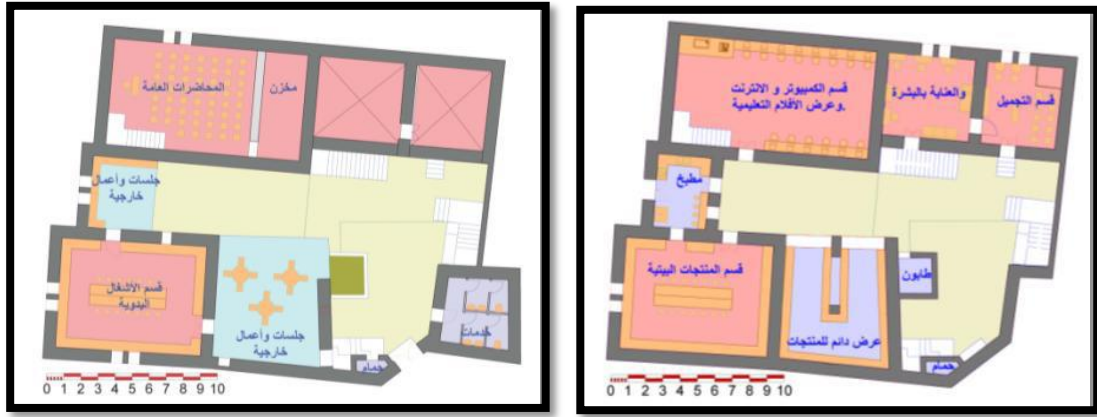 المحاضرات العامة
مخزن
جلسات وأعمال
خارجية
قسم الأشغال
اليدوية
جلسات وأعمال
خارجية
خدمات
حمام
0 1 2 3 4 5 6 7 8 9 10
قسم الكمبيوتر و الانترنت
وعرض الأفلام التعليمية.
والعناية بالبشرة
قسم التجميل
مطبخ
قسم المنتجات البيتية
طابون
عرض دائم للمنتجات
حمام
0 1 2 3 4 5 6 7 8 9 10